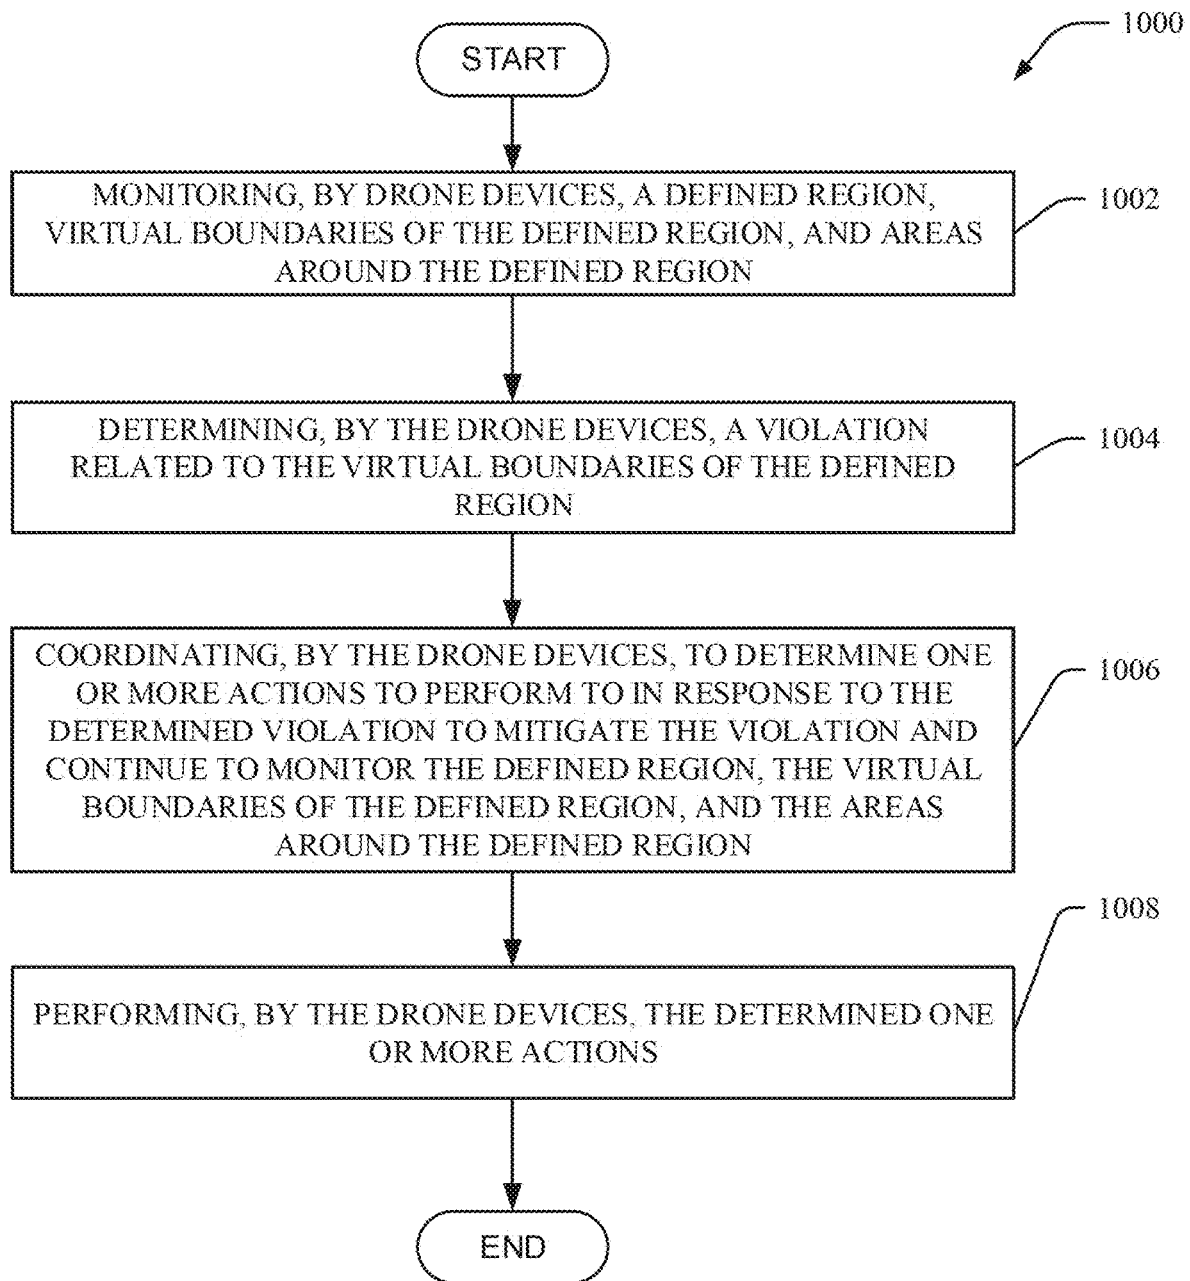 1000
START
MONITORING, BY DRONE DEVICES, A DEFINED REGION,
VIRTUAL BOUNDARIES OF THE DEFINED REGION, AND AREAS
AROUND THE DEFINED REGION
1002
DETERMINING, BY THE DRONE DEVICES, A VIOLATION
RELATED TO THE VIRTUAL BOUNDARIES OF THE DEFINED
REGION
1004
COORDINATING, BY THE DRONE DEVICES, TO DETERMINE ONE
OR MORE ACTIONS TO PERFORM TO IN RESPONSE TO THE
DETERMINED VIOLATION TO MITIGATE THE VIOLATION AND
CONTINUE TO MONITOR THE DEFINED REGION, THE VIRTUAL
BOUNDARIES OF THE DEFINED REGION, AND THE AREAS
AROUND THE DEFINED REGION
1006
PERFORMING, BY THE DRONE DEVICES, THE DETERMINED ONE
OR MORE ACTIONS
1008
END